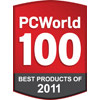 PCWorld
100
BEST PRODUCTS OF
2011